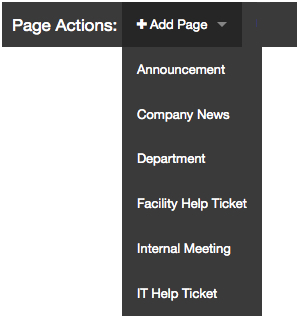 Page Actions: + Add Page
Announcement
Company News
Department
Facility Help Ticket
Internal Meeting
IT Help Ticket